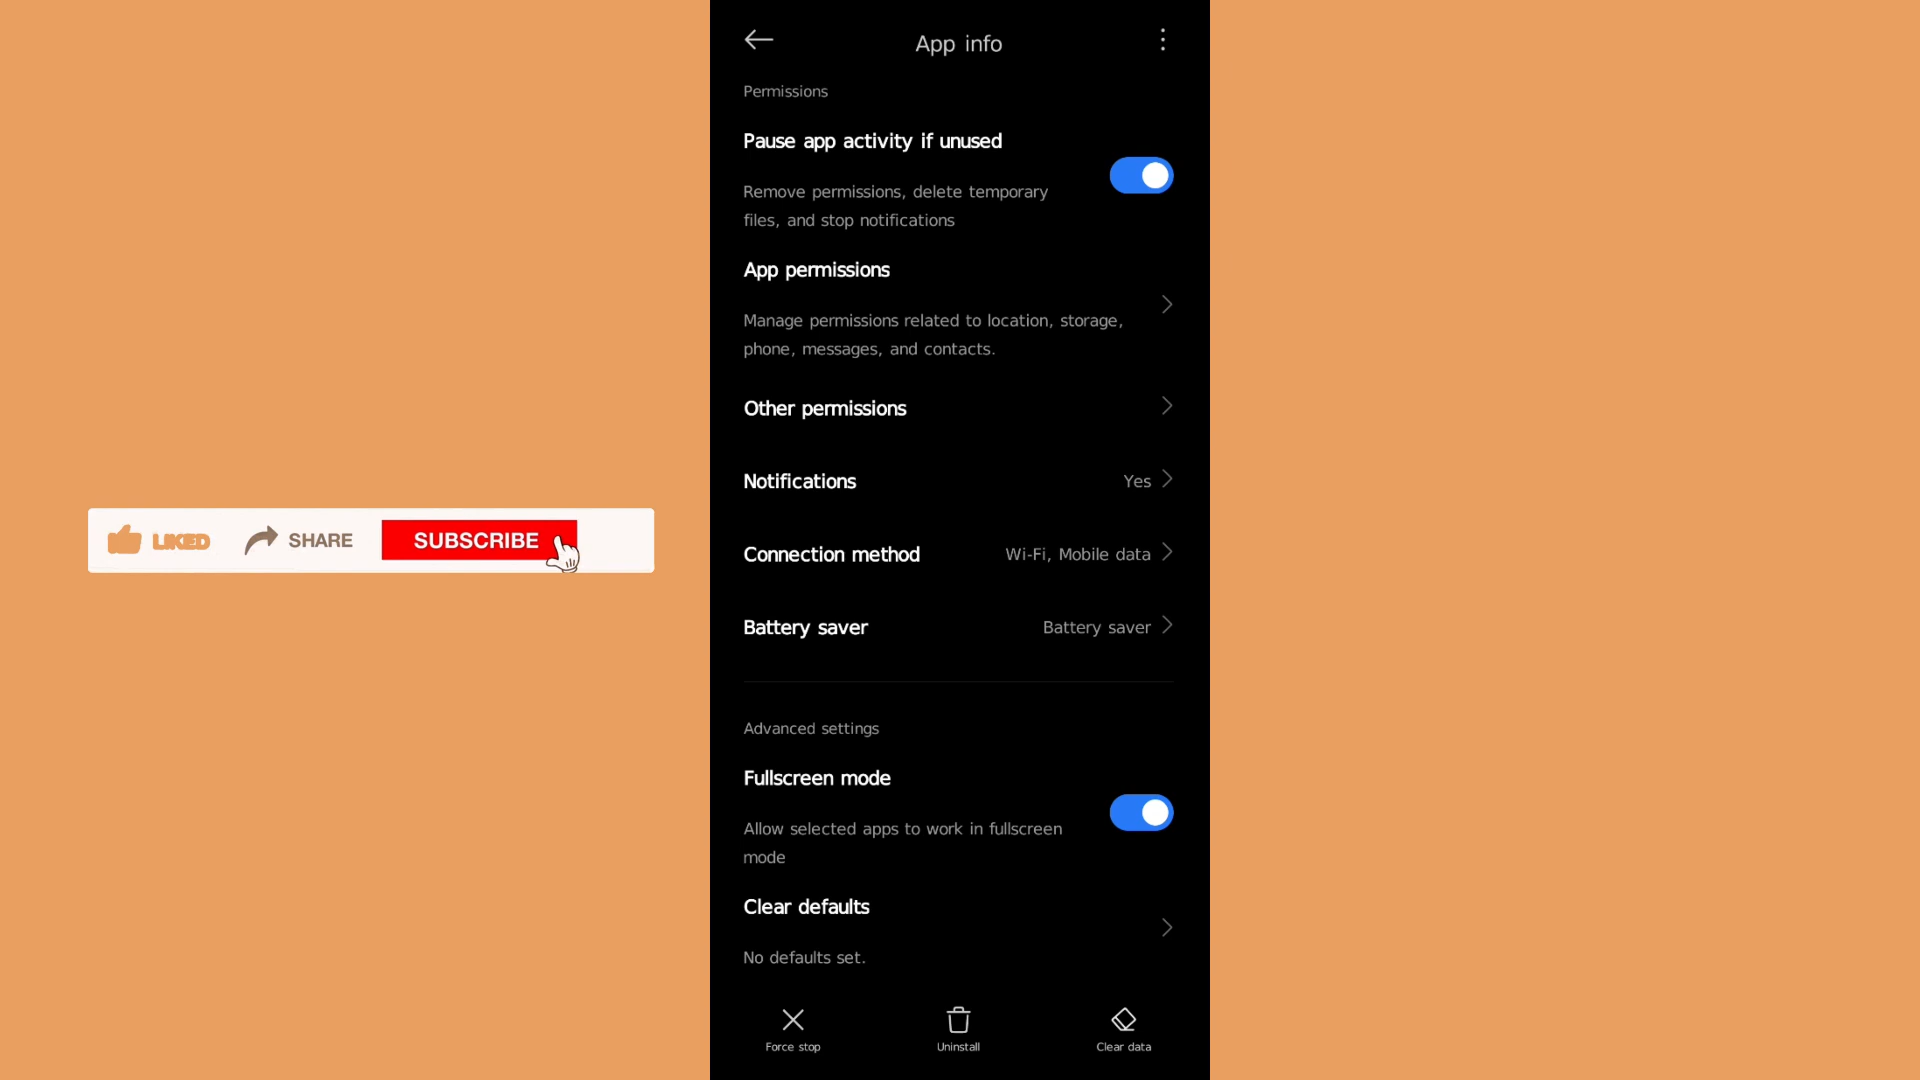 App info
Permissions
Pause app activity if unused
Remove permissions, delete temporary
files, and stop notifications
App permissions
Manage permissions related to location, storage,
phone, messages, and contacts.
Other permissions
Notifications
Yes
Connection method
Wi-Fi, Mobile data
Battery saver
Battery saver
Advanced settings
Fullscreen mode
Allow selected apps to work in fullscreen
mode
Clear defaults
No defaults set.
Force stop
Uninstall
Clear data
LIKED
SHARE
SUBSCRIBE